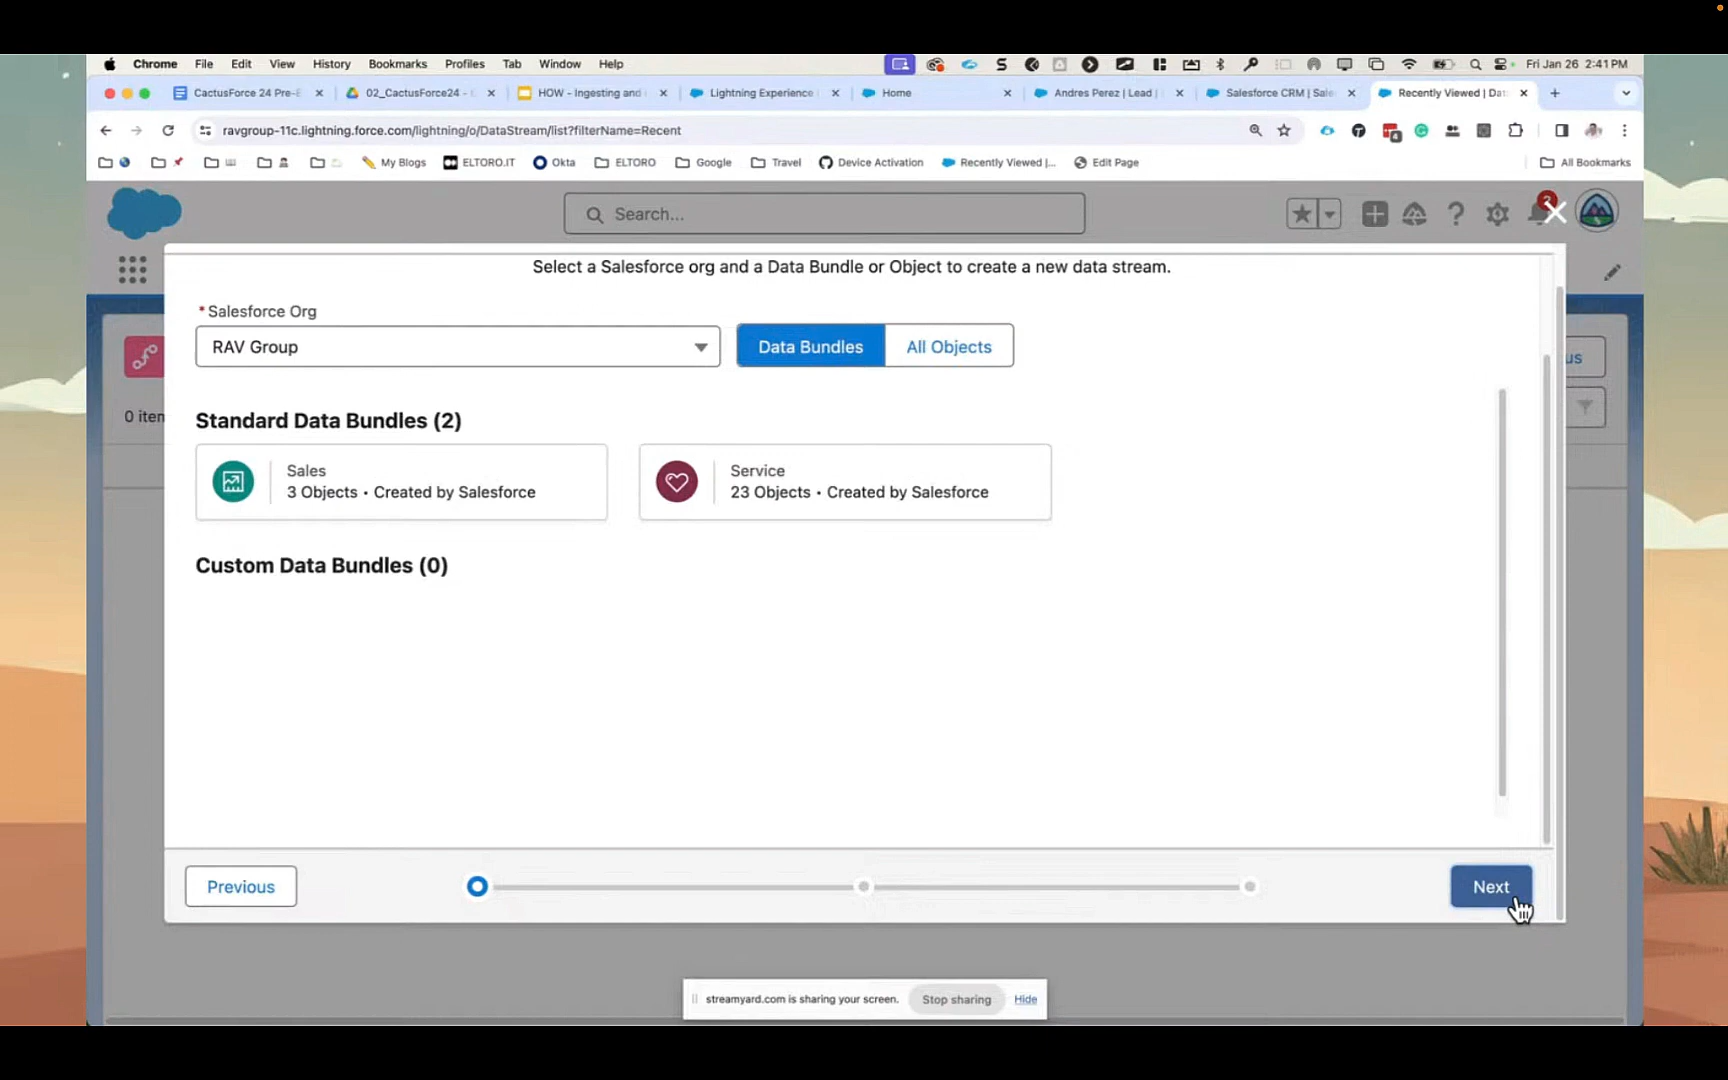 Chrome File Edit View History Bookmarks Profiles Tab Window Help Fri Jan 26 2:41 PM
CactusForce 24 Pre-E 02_CactusForce24 - HOW - Ingesting and Lightning Experience Home Andres Perez | Lead | Salesforce CRM | Sale Recently Viewed | Dat
ravgroup-11c.lightning.force.com/lightning/o/DataStream/list?filterName=Recent
My Blogs ELTORO.IT Okta ELTORO Google Travel Device Activation Recently Viewed |... Edit Page All Bookmarks
Search...
2
Select a Salesforce org and a Data Bundle or Object to create a new data stream.
* Salesforce Org
RAV Group
Data Bundles All Objects
us
0 item
Standard Data Bundles (2)
Sales
3 Objects • Created by Salesforce
Service
23 Objects • Created by Salesforce
Custom Data Bundles (0)
Previous
Next
streamyard.com is sharing your screen. Stop sharing Hide